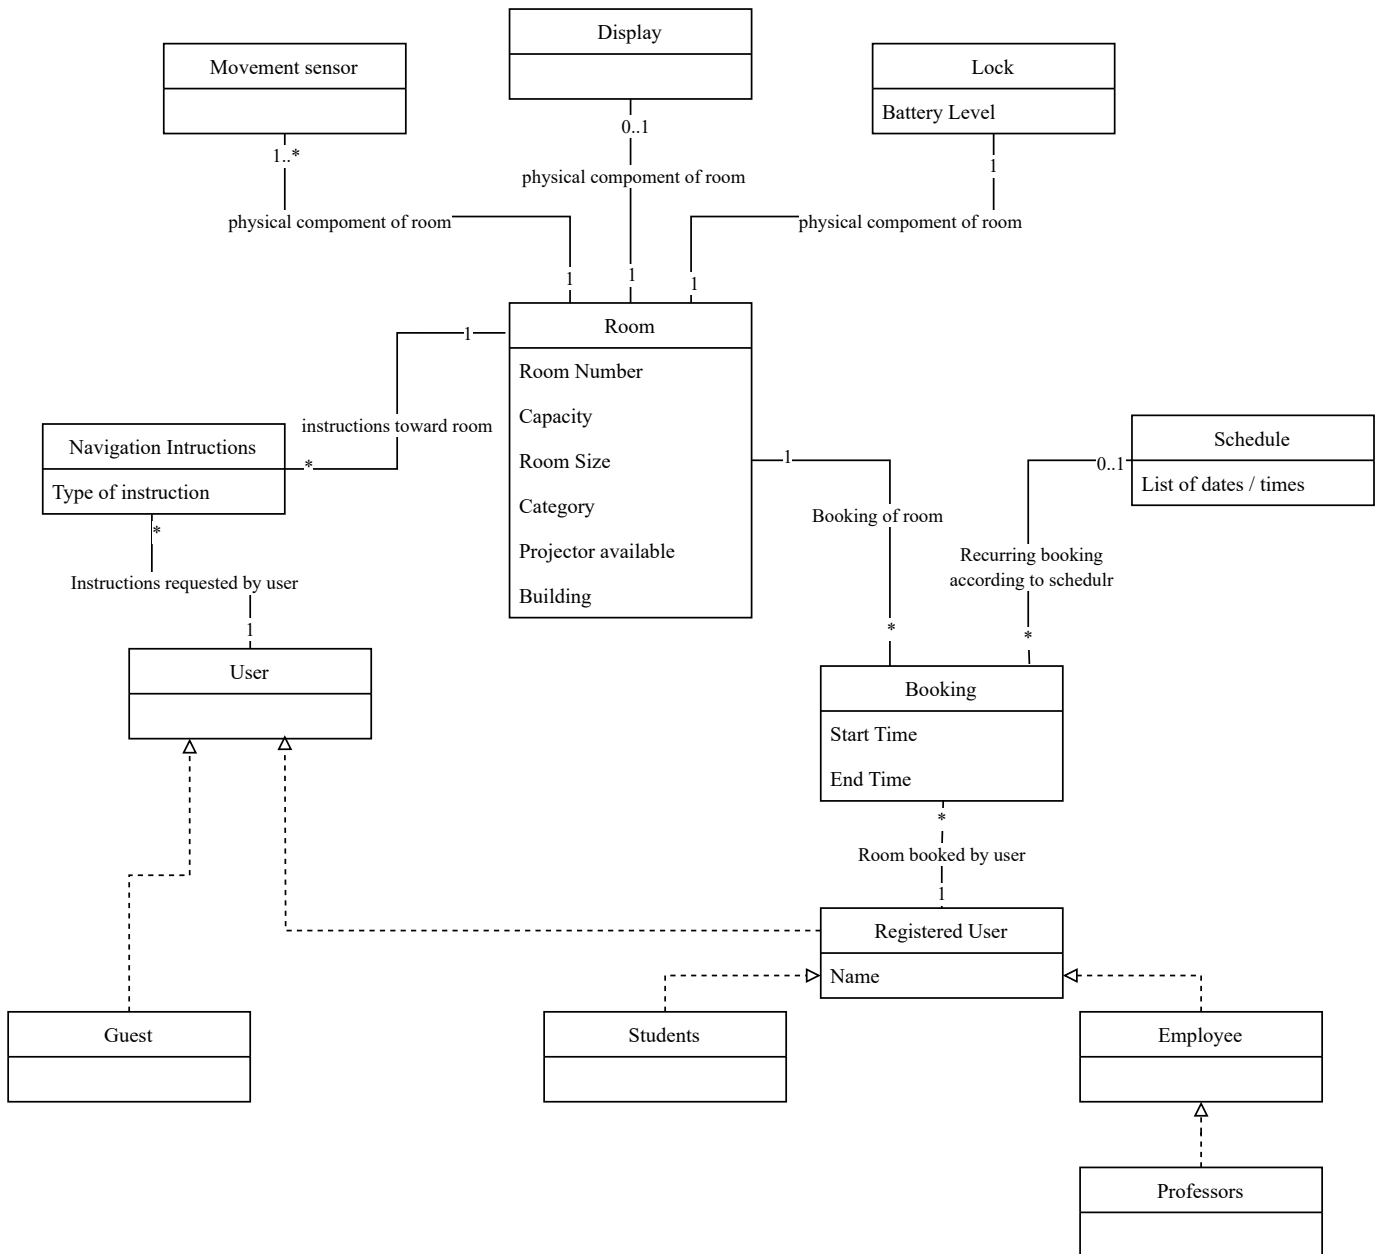 Display
Movement sensor
Lock
Battery Level
0..1
1..*
1
physical compoment of room
physical compoment of room
physical compoment of room
1
1
1
Room
1
Room Number
Capacity
instructions toward room
Schedule
Navigation Intructions
1
Room Size
0..1
*
List of dates / times
Type of instruction
Category
Booking of room
*
Projector available
Recurring booking
according to schedulr
Instructions requested by user
Building
1
*
*
User
Booking
Start Time
End Time
*
Room booked by user
1
Registered User
Name
Guest
Students
Employee
Professors